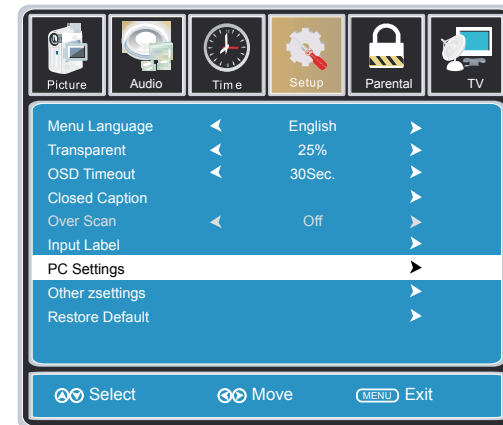 Picture Audio Time Setup Parental TV
Menu Language English
Transparent 25%
OSD Timeout 30Sec.
Closed Caption
Over Scan Off
Input Label
PC Settings
Other zsettings
Restore Default
Select Move MENU Exit